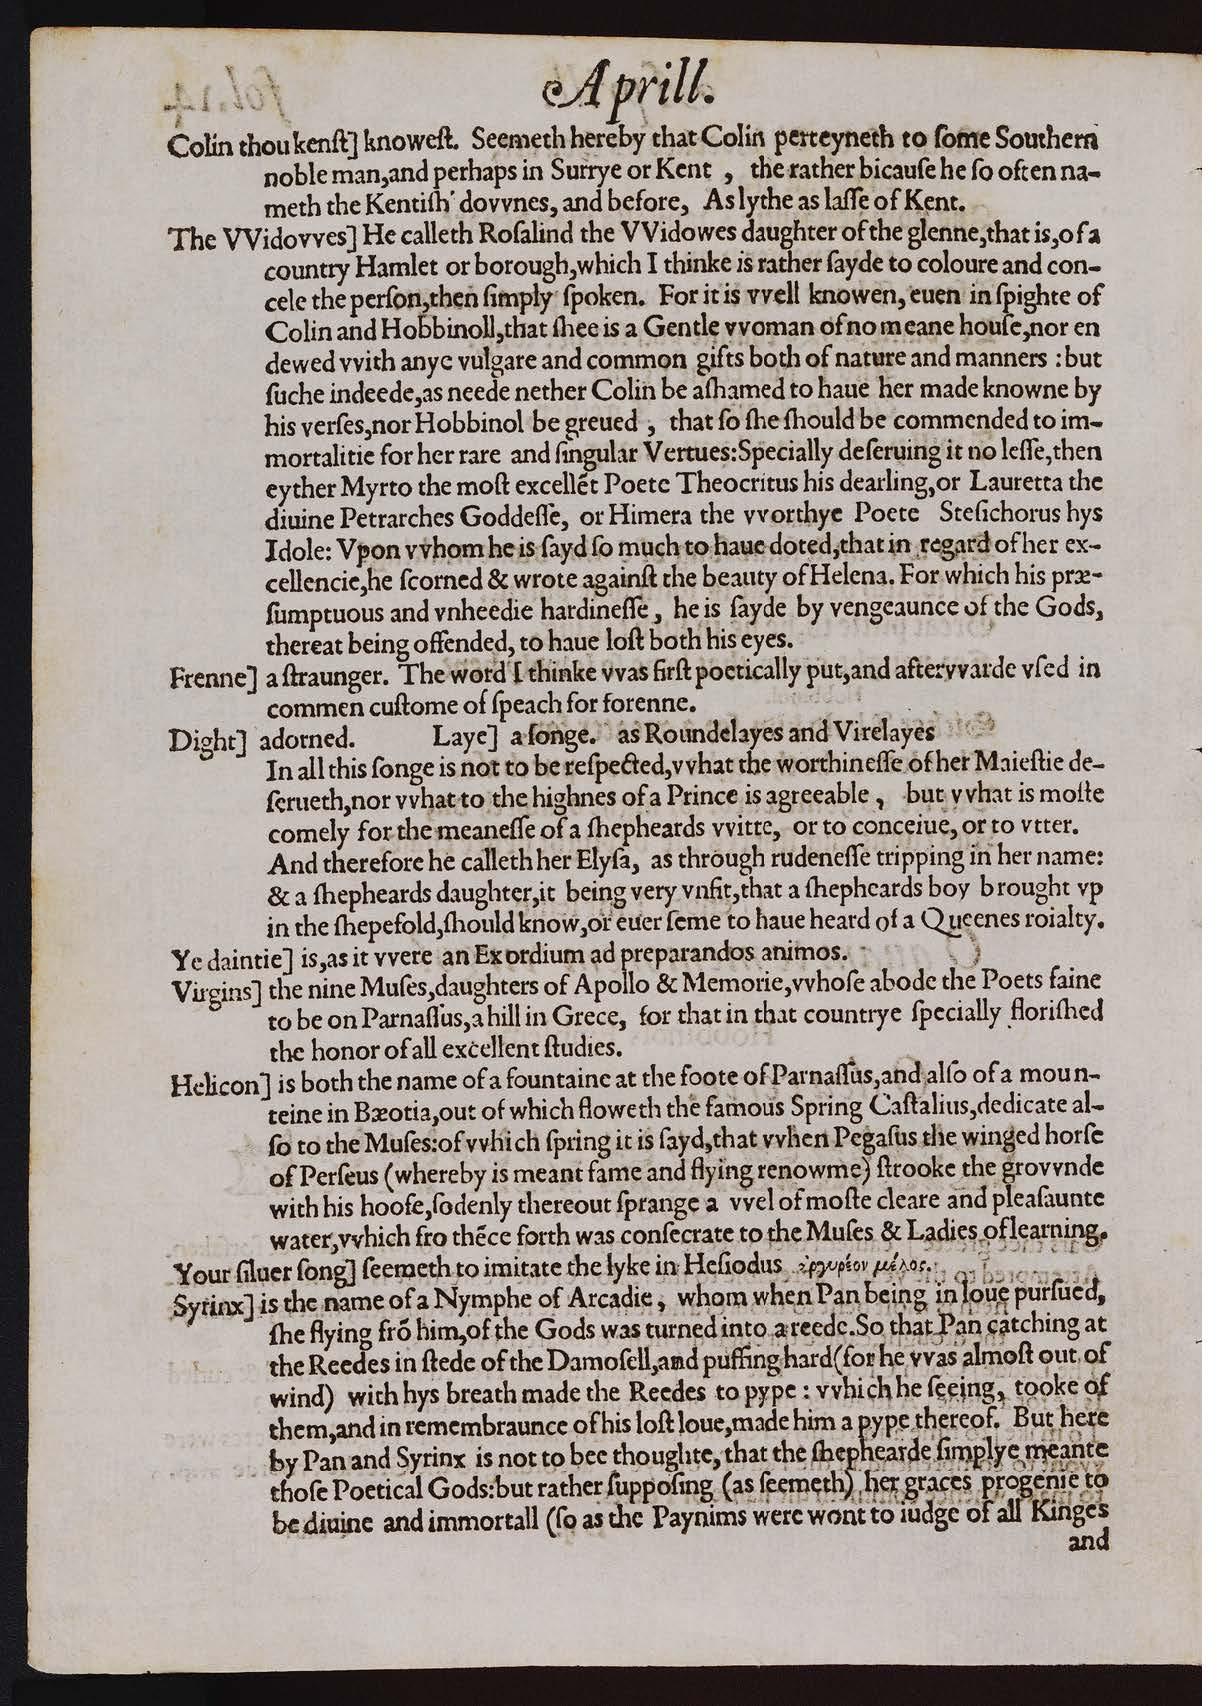 Aprill.
Colin thou kenſt] knoweſt. Seemeth hereby that Colin perteyneth to ſome Southern
noble man,and perhaps in Surrye or Kent , the rather bicauſe he ſo often na-
meth the Kentiſh dovvnes, and before, As lythe as laſſe of Kent.
The VVidovves] He calleth Roſalind the VVidowes daughter of the glenne,that is,of a
country Hamlet or borough,which I thinke is rather ſayde to coloure and con-
cele the perſon,then ſimply ſpoken. For it is vvell knowen, euen in ſpighte of
Colin and Hobbinoll,that ſhee is a Gentle vvoman of no meane houſe,nor en
dewed vvith anye vulgare and common gifts both of nature and manners : but
ſuche indeede,as neede nether Colin be aſhamed to haue her made knowne by
his verſes,nor Hobbinol be greued , that ſo ſhe ſhould be commended to im-
mortalitie for her rare and ſingular Vertues:Specially deſeruing it no leſſe,then
eyther Myrto the moſt excellẽt Poete Theocritus his dearling,or Lauretta the
diuine Petrarches Goddeſſe, or Himera the vvorthye Poete Steſichorus hys
Idole: Vpon vvhom he is ſayd ſo much to haue doted,that in regard of her ex-
cellencie,he ſcorned & wrote againſt the beauty of Helena. For which his præ-
ſumptuous and vnheedie hardineſſe , he is ſayde by vengeaunce of the Gods,
thereat being offended, to haue loſt both his eyes.
Frenne] a ſtraunger. The word I thinke vvas firſt poetically put,and aftervvarde vſed in
commen cuſtome of ſpeach for forenne.
Dight] adorned. Laye] a ſonge. as Roundelayes and Virelayes
In all this ſonge is not to be reſpected,vvhat the worthineſſe of her Maieſtie de-
ſerueth,nor vvhat to the highnes of a Prince is agreeable , but vvhat is moſte
comely for the meaneſſe of a ſhepheards vvitte, or to conceiue, or to vtter.
And therefore he calleth her Elyſa, as through rudeneſſe tripping in her name:
& a ſhepheards daughter,it being very vnfit,that a ſhepheards boy brought vp
in the ſhepefold,ſhould know,or euer ſeme to haue heard of a Queenes roialty.
Ye daintie] is,as it vvere an Exordium ad preparandos animos.
Virgins] the nine Muſes,daughters of Apollo & Memorie,vvhoſe abode the Poets faine
to be on Parnaſſus,a hill in Grece, for that in that countrye ſpecially floriſhed
the honor of all excellent ſtudies.
Helicon] is both the name of a fountaine at the foote of Parnaſſus,and alſo of a moun-
teine in Bæotia,out of which floweth the famous Spring Caſtalius,dedicate al-
ſo to the Muſes:of vvhich ſpring it is ſayd,that vvhen Pegaſus the winged horſe
of Perſeus (whereby is meant fame and flying renowme) ſtrooke the grovvnde
with his hoofe,ſodenly thereout ſprange a vvel of moſte cleare and pleaſaunte
water,vvhich fro thẽce forth was conſecrate to the Muſes & Ladies of learning.
Your ſiluer ſong] ſeemeth to imitate the lyke in Heſiodus ἀργυρέον μέλος.
Syrinx] is the name of a Nymphe of Arcadie , whom when Pan being in loue purſued,
ſhe flying frõ him,of the Gods was turned into a reede.So that Pan catching at
the Reedes in ſtede of the Damoſell,and puffing hard(for he vvas almoſt out of
wind) with hys breath made the Reedes to pype : vvhich he ſeeing, tooke of
them,and in remembraunce of his loſt loue,made him a pype thereof. But here
by Pan and Syrinx is not to bee thoughte, that the ſhephearde ſimplye meante
thoſe Poetical Gods:but rather ſuppoſing (as ſeemeth) her graces progenie to
be diuine and immortall (ſo as the Paynims were wont to iudge of all Kinges
and